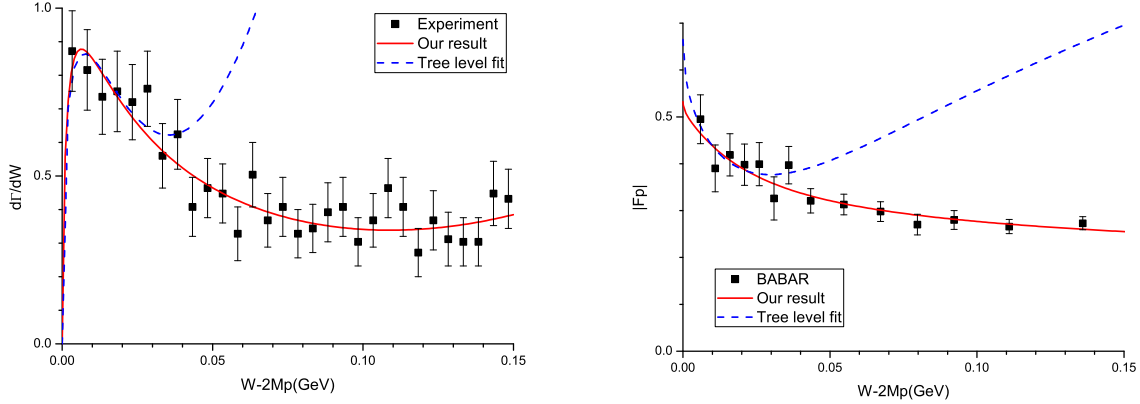 1.0
0.5
0.0
dΓ/dW
Experiment
Our result
Tree level fit
0.00
0.05
0.10
0.15
W-2Mp(GeV)
0.5
0.0
|Fp|
BABAR
Our result
Tree level fit
0.00
0.05
0.10
0.15
W-2Mp(GeV)